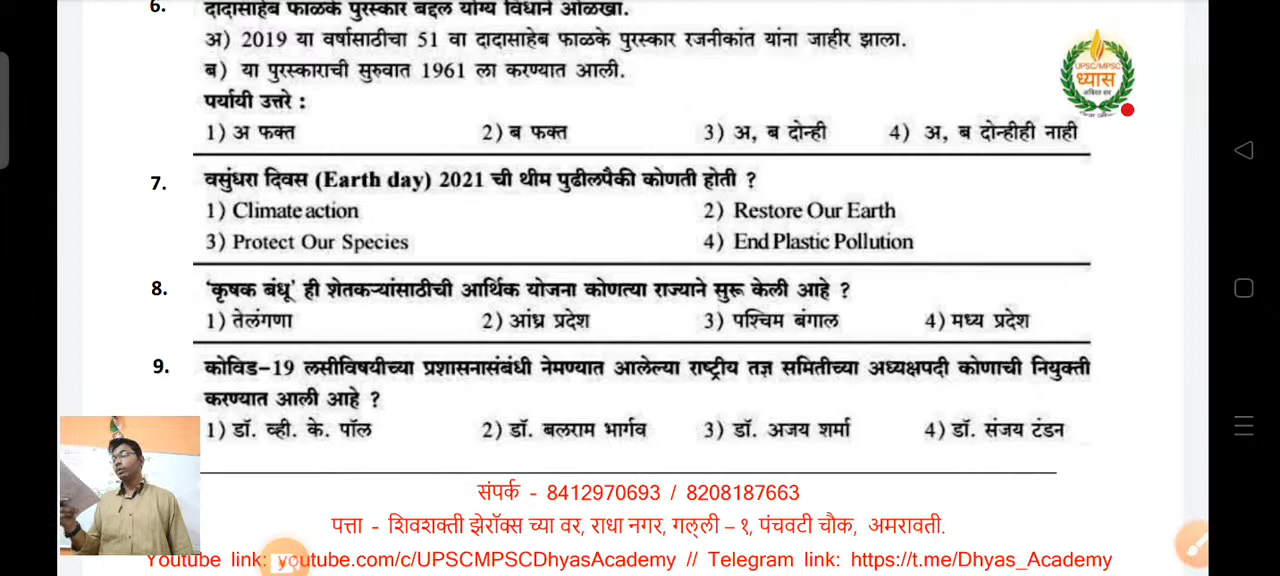 6. दादासाहेब फाळके पुरस्कार बद्दल योग्य विधाने ओळखा.
अ) 2019 या वर्षासाठीचा 51 वा दादासाहेब फाळके पुरस्कार रजनीकांत यांना जाहीर झाला.
ब) या पुरस्काराची सुरुवात 1961 ला करण्यात आली.
UPSC/MPSC
ध्यास
पर्यायी उत्तरे :
1) अ फक्त 2) ब फक्त 3) अ, ब दोन्ही 4) अ, ब दोन्हीही नाही
7. वसुंधरा दिवस (Earth day) 2021 ची थीम पुढीलपैकी कोणती होती ?
1) Climate action 2) Restore Our Earth
3) Protect Our Species 4) End Plastic Pollution
8. ‘कृषक बंधू’ ही शेतकऱ्यांसाठीची आर्थिक योजना कोणत्या राज्याने सुरू केली आहे ?
1) तेलंगणा 2) आंध्र प्रदेश 3) पश्चिम बंगाल 4) मध्य प्रदेश
9. कोविड-19 लसीविषयीच्या प्रशासनासंबंधी नेमण्यात आलेल्या राष्ट्रीय तज्ञ समितीच्या अध्यक्षपदी कोणाची नियुक्ती
करण्यात आली आहे ?
1) डॉ. व्ही. के. पॉल 2) डॉ. बलराम भार्गव 3) डॉ. अजय शर्मा 4) डॉ. संजय टंडन
संपर्क - 8412970693 / 8208187663
पत्ता - शिवशक्ती झेरॉक्स च्या वर, राधा नगर, गल्ली – १, पंचवटी चौक, अमरावती.
Youtube link: youtube.com/c/UPSCMPSCDhyasAcademy // Telegram link: https://t.me/Dhyas_Academy